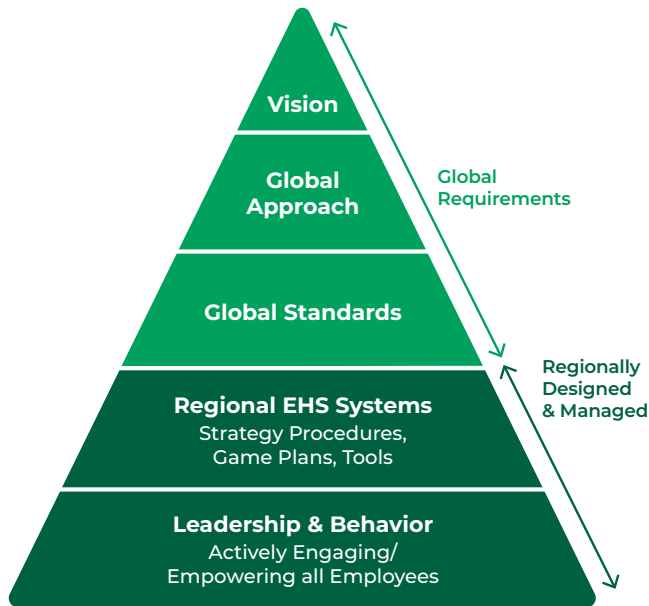 Vision
Global
Approach
Global
Requirements
Global Standards
Regionally
Designed
& Managed
Regional EHS Systems
Strategy Procedures,
Game Plans, Tools
Leadership & Behavior
Actively Engaging/
Empowering all Employees